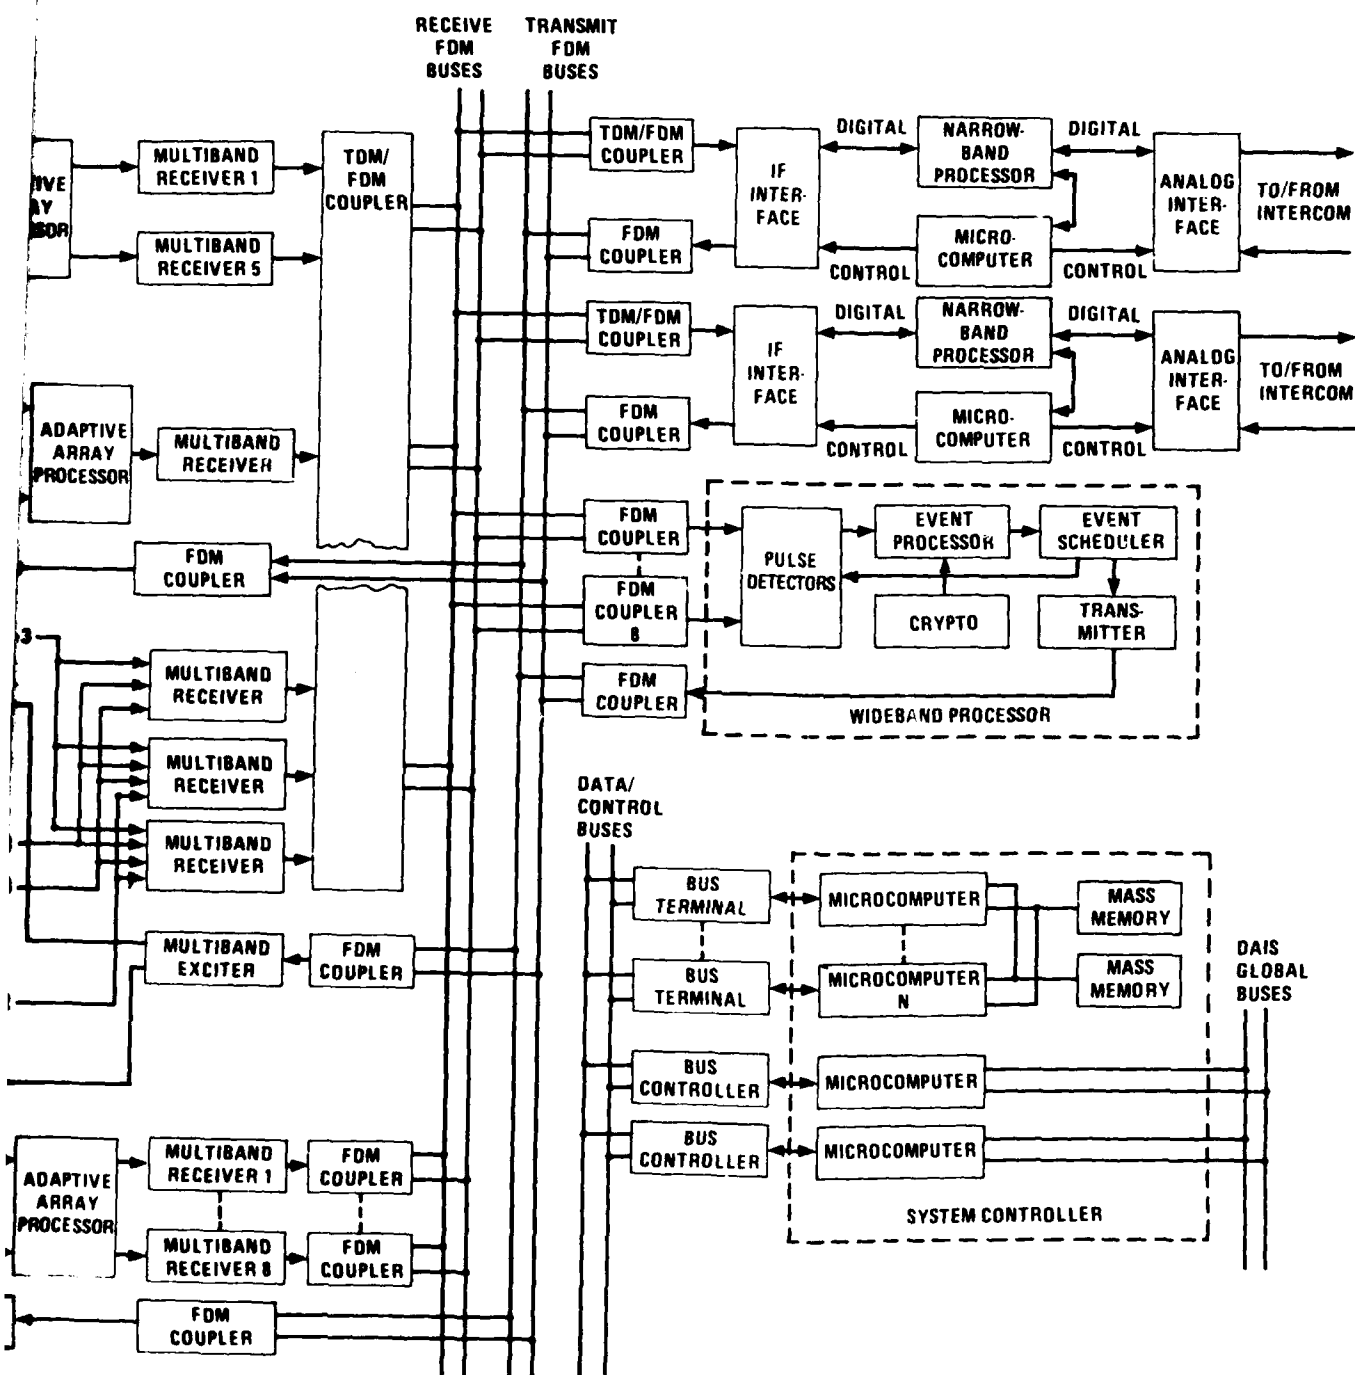 RECEIVE
FDM
BUSES
TRANSMIT
FDM
BUSES
MULTIBAND
RECEIVER 1
MULTIBAND
RECEIVER 5
TDM/
FDM
COUPLER
TDM/FDM
COUPLER
FDM
COUPLER
IF
INTER-
FACE
DIGITAL
CONTROL
NARROW-
BAND
PROCESSOR
MICRO-
COMPUTER
DIGITAL
CONTROL
ANALOG
INTER-
FACE
TO/FROM
INTERCOM
TDM/FDM
COUPLER
FDM
COUPLER
IF
INTER-
FACE
DIGITAL
CONTROL
NARROW-
BAND
PROCESSOR
MICRO-
COMPUTER
DIGITAL
CONTROL
ANALOG
INTER-
FACE
TO/FROM
INTERCOM
ADAPTIVE
ARRAY
PROCESSOR
MULTIBAND
RECEIVER
FDM
COUPLER
FDM
COUPLER
FDM
COUPLER
8
FDM
COUPLER
PULSE
DETECTORS
EVENT
PROCESSOR
EVENT
SCHEDULER
CRYPTO
TRANS-
MITTER
WIDEBAND PROCESSOR
3
MULTIBAND
RECEIVER
MULTIBAND
RECEIVER
MULTIBAND
RECEIVER
MULTIBAND
EXCITER
FDM
COUPLER
DATA/
CONTROL
BUSES
BUS
TERMINAL
BUS
TERMINAL
BUS
CONTROLLER
BUS
CONTROLLER
MICROCOMPUTER
MICROCOMPUTER
N
MICROCOMPUTER
MICROCOMPUTER
MASS
MEMORY
MASS
MEMORY
SYSTEM CONTROLLER
DAIS
GLOBAL
BUSES
ADAPTIVE
ARRAY
PROCESSOR
MULTIBAND
RECEIVER 1
FDM
COUPLER
MULTIBAND
RECEIVER 8
FDM
COUPLER
FDM
COUPLER